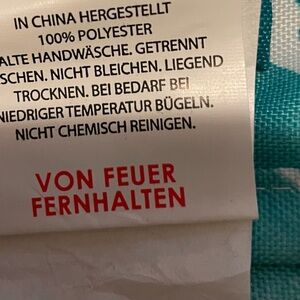 IN CHINA HERGESTELLT
100% POLYESTER
ALTE HANDWÄSCHE. GETRENNT
SCHEN. NICHT BLEICHEN. LIEGEND
TROCKNEN. BEI BEDARF BEI
NIEDRIGER TEMPERATUR BÜGELN.
NICHT CHEMISCH REINIGEN.
VON FEUER
FERNHALTEN